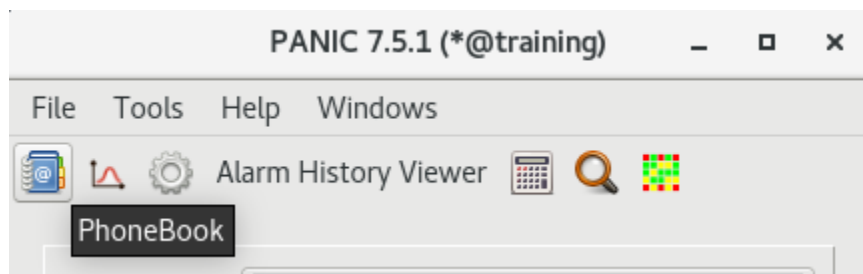 PANIC 7.5.1 (*@training)
File Tools Help Windows
@ Alarm History Viewer
PhoneBook